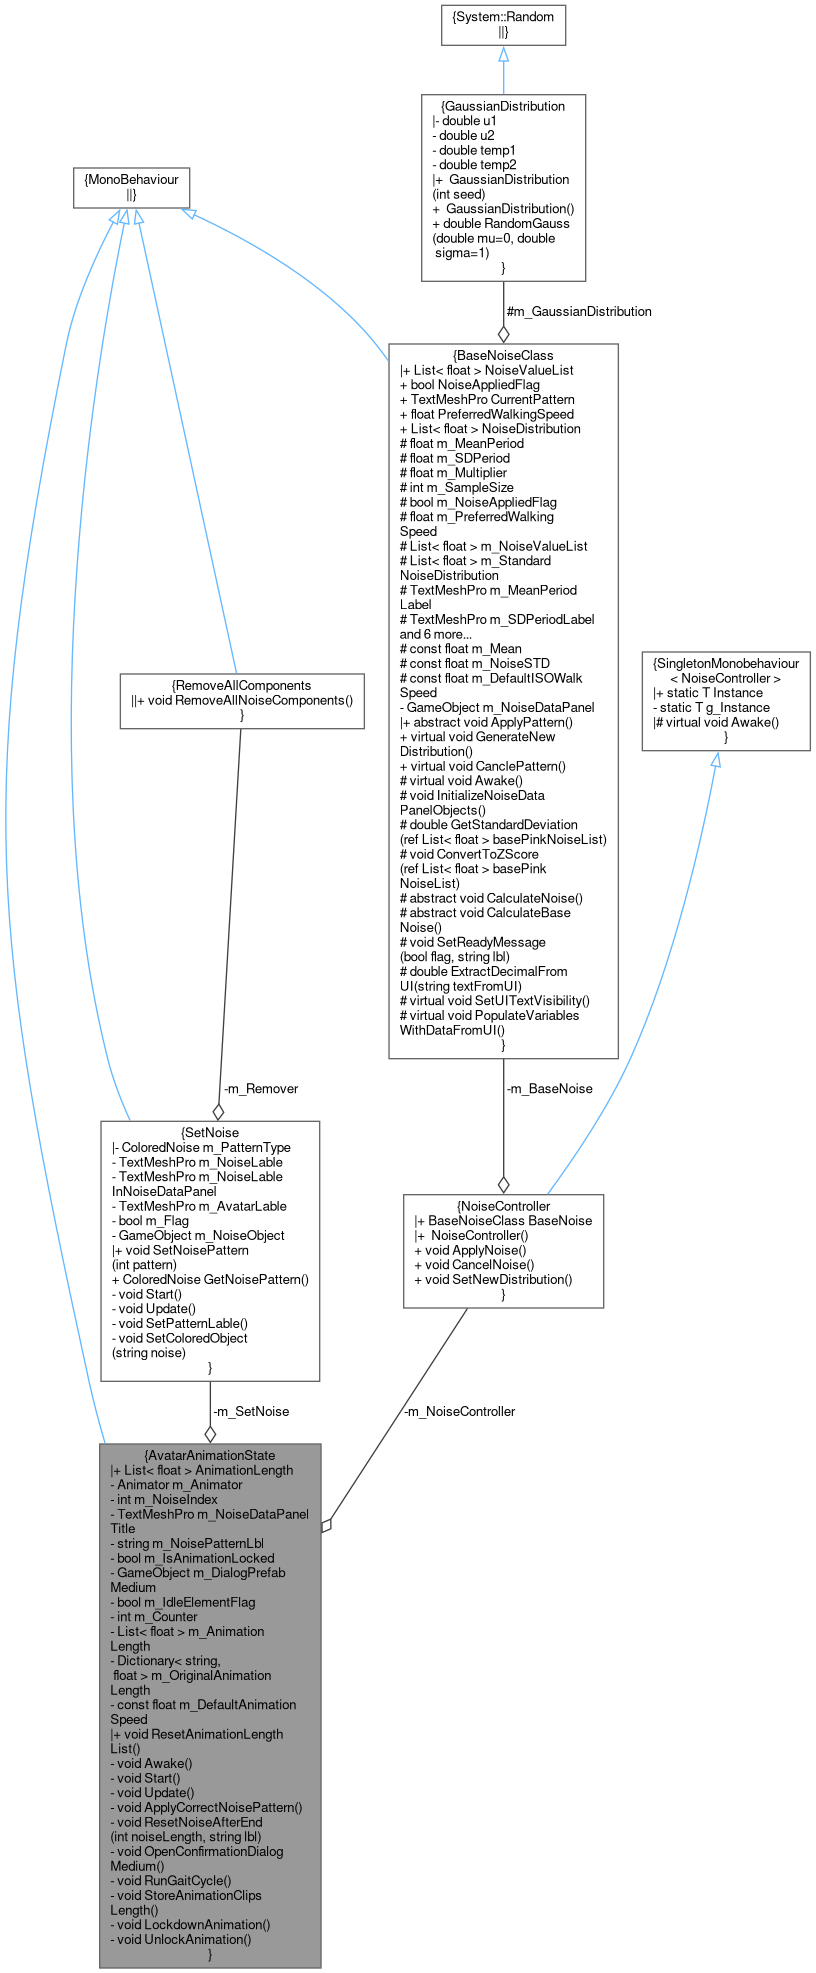 {System::Random
||}
{GaussianDistribution
|- double u1
- double u2
- double temp1
- double temp2
|+  GaussianDistribution
(int seed)
+  GaussianDistribution()
+ double RandomGauss
(double mu=0, double
 sigma=1)
}
{MonoBehaviour
||}
#m_GaussianDistribution
{BaseNoiseClass
|+ List< float > NoiseValueList
+ bool NoiseAppliedFlag
+ TextMeshPro CurrentPattern
+ float PreferredWalkingSpeed
+ List< float > NoiseDistribution
# float m_MeanPeriod
# float m_SDPeriod
# float m_Multiplier
# int m_SampleSize
# bool m_NoiseAppliedFlag
# float m_PreferredWalking
Speed
# List< float > m_NoiseValueList
# List< float > m_Standard
NoiseDistribution
# TextMeshPro m_MeanPeriod
Label
# TextMeshPro m_SDPeriodLabel
and 6 more...
# const float m_Mean
# const float m_NoiseSTD
# const float m_DefaultISOWalk
Speed
- GameObject m_NoiseDataPanel
|+ abstract void ApplyPattern()
+ virtual void GenerateNew
Distribution()
+ virtual void CanclePattern()
# virtual void Awake()
# void InitializeNoiseData
PanelObjects()
# double GetStandardDeviation
(ref List< float > basePinkNoiseList)
# void ConvertToZScore
(ref List< float > basePink
NoiseList)
# abstract void CalculateNoise()
# abstract void CalculateBase
Noise()
# void SetReadyMessage
(bool flag, string lbl)
# double ExtractDecimalFrom
UI(string textFromUI)
# virtual void SetUITextVisibility()
# virtual void PopulateVariables
WithDataFromUI()
}
{SingletonMonobehaviour
< NoiseController >
|+ static T Instance
- static T g_Instance
|# virtual void Awake()
}
{RemoveAllComponents
||+ void RemoveAllNoiseComponents()
}
-m_Remover
-m_BaseNoise
{SetNoise
|- ColoredNoise m_PatternType
- TextMeshPro m_NoiseLable
- TextMeshPro m_NoiseLable
InNoiseDataPanel
- TextMeshPro m_AvatarLable
- bool m_Flag
- GameObject m_NoiseObject
|+ void SetNoisePattern
(int pattern)
+ ColoredNoise GetNoisePattern()
- void Start()
- void Update()
- void SetPatternLable()
- void SetColoredObject
(string noise)
}
{NoiseController
|+ BaseNoiseClass BaseNoise
|+  NoiseController()
+ void ApplyNoise()
+ void CancelNoise()
+ void SetNewDistribution()
}
-m_SetNoise
-m_NoiseController
{AvatarAnimationState
|+ List< float > AnimationLength
- Animator m_Animator
- int m_NoiseIndex
- TextMeshPro m_NoiseDataPanel
Title
- string m_NoisePatternLbl
- bool m_IsAnimationLocked
- GameObject m_DialogPrefab
Medium
- bool m_IdleElementFlag
- int m_Counter
- List< float > m_Animation
Length
- Dictionary< string,
 float > m_OriginalAnimation
Length
- const float m_DefaultAnimation
Speed
|+ void ResetAnimationLength
List()
- void Awake()
- void Start()
- void Update()
- void ApplyCorrectNoisePattern()
- void ResetNoiseAfterEnd
(int noiseLength, string lbl)
- void OpenConfirmationDialog
Medium()
- void RunGaitCycle()
- void StoreAnimationClips
Length()
- void LockdownAnimation()
- void UnlockAnimation()
}